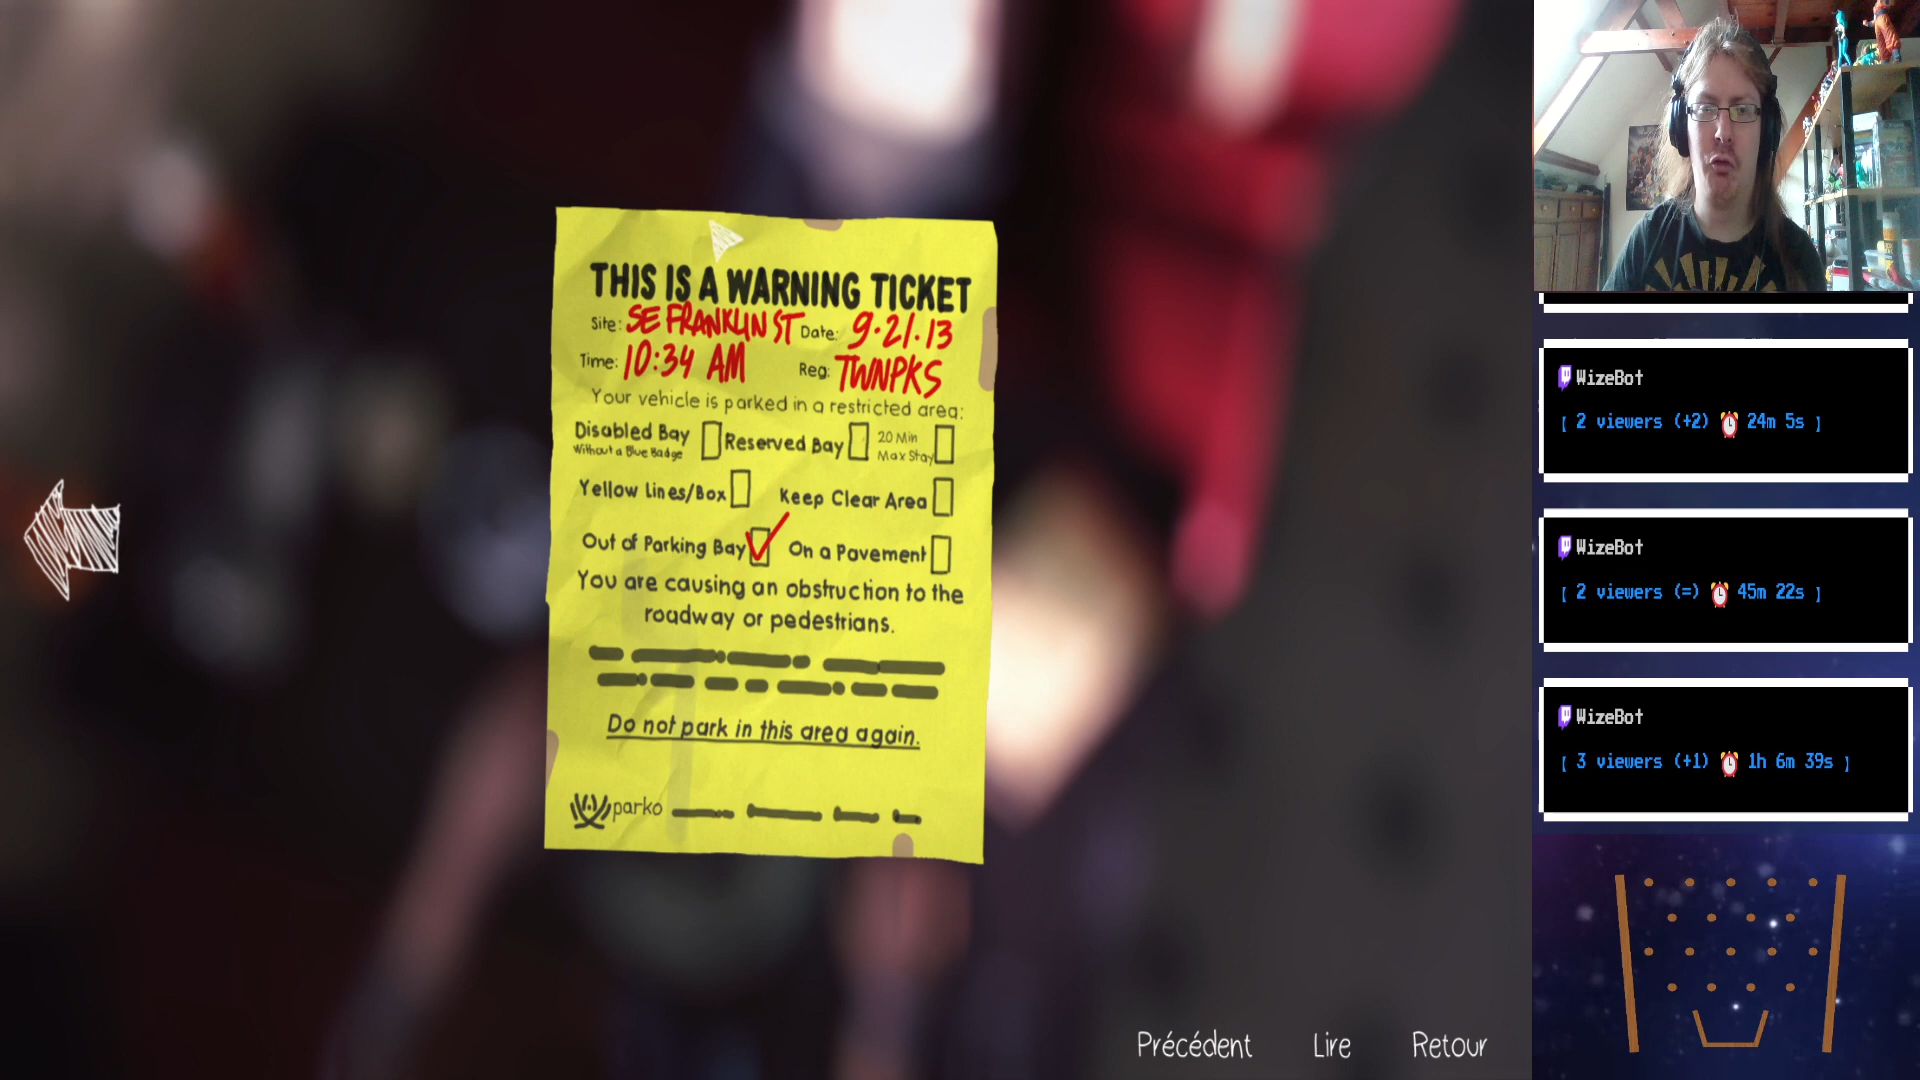 THIS IS A WARNING TICKET
Site: SE FRANKLIN ST Date: 9.21.13
Time: 10:34 AM Reg: TWNPKS
Your vehicle is parked in a restricted area:
Disabled Bay Reserved Bay 20 Min
Without a Blue Badge Max Stay
Yellow Lines/Box Keep Clear Area
Out of Parking Bay On a Pavement
You are causing an obstruction to the
roadway or pedestrians.
Do not park in this area again.
parko
Précédent Lire Retour
WizeBot
[ 2 viewers (+2) ⏰ 24m 5s ]
WizeBot
[ 2 viewers (=) ⏰ 45m 22s ]
WizeBot
[ 3 viewers (+1) ⏰ 1h 6m 39s ]